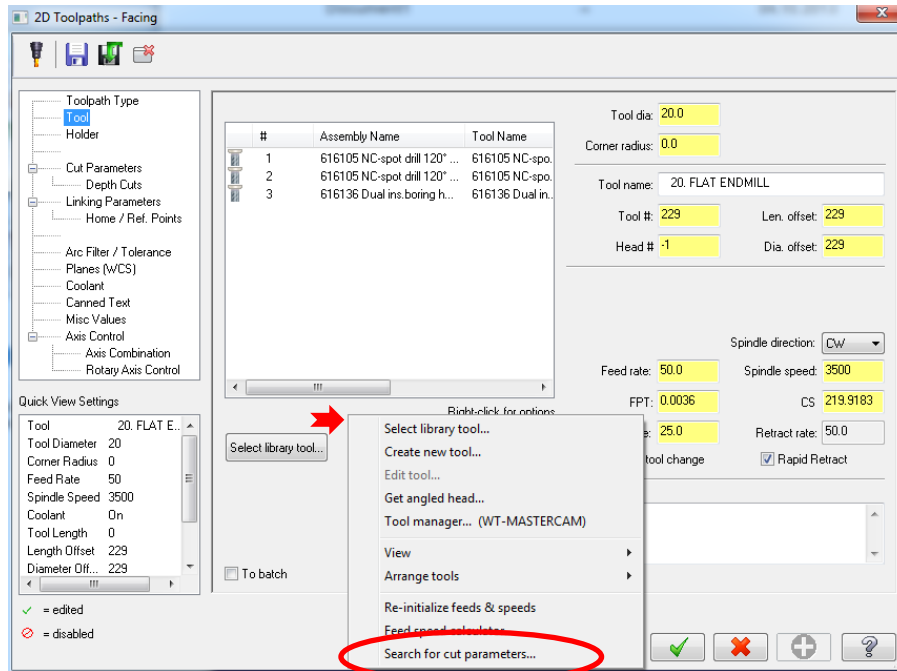 2D Toolpaths - Facing
Toolpath Type
Tool
Holder
Cut Parameters
Depth Cuts
Linking Parameters
Home / Ref. Points
Arc Filter / Tolerance
Planes (WCS)
Coolant
Canned Text
Misc Values
Axis Control
Axis Combination
Rotary Axis Control
Quick View Settings
Tool 20. FLAT E...
Tool Diameter 20
Corner Radius 0
Feed Rate 50
Spindle Speed 3500
Coolant On
Tool Length 0
Length Offset 229
Diameter Off... 229
= edited
= disabled
# Assembly Name Tool Name
1 616105 NC-spot drill 120° ... 616105 NC-spo.
2 616105 NC-spot drill 120° ... 616105 NC-spo.
3 616136 Dual ins.boring h... 616136 Dual in..
Right-click for options
Select library tool...
To batch
Tool dia: 20.0
Corner radius: 0.0
Tool name: 20. FLAT ENDMILL
Tool #: 229 Len. offset: 229
Head # -1 Dia. offset: 229
Spindle direction: CW
Feed rate: 50.0 Spindle speed: 3500
FPT: 0.0036 CS 219.9183
25.0 Retract rate: 50.0
tool change Rapid Retract
Select library tool...
Create new tool...
Edit tool...
Get angled head...
Tool manager... (WT-MASTERCAM)
View
Arrange tools
Re-initialize feeds & speeds
Feed speed calculator...
Search for cut parameters...